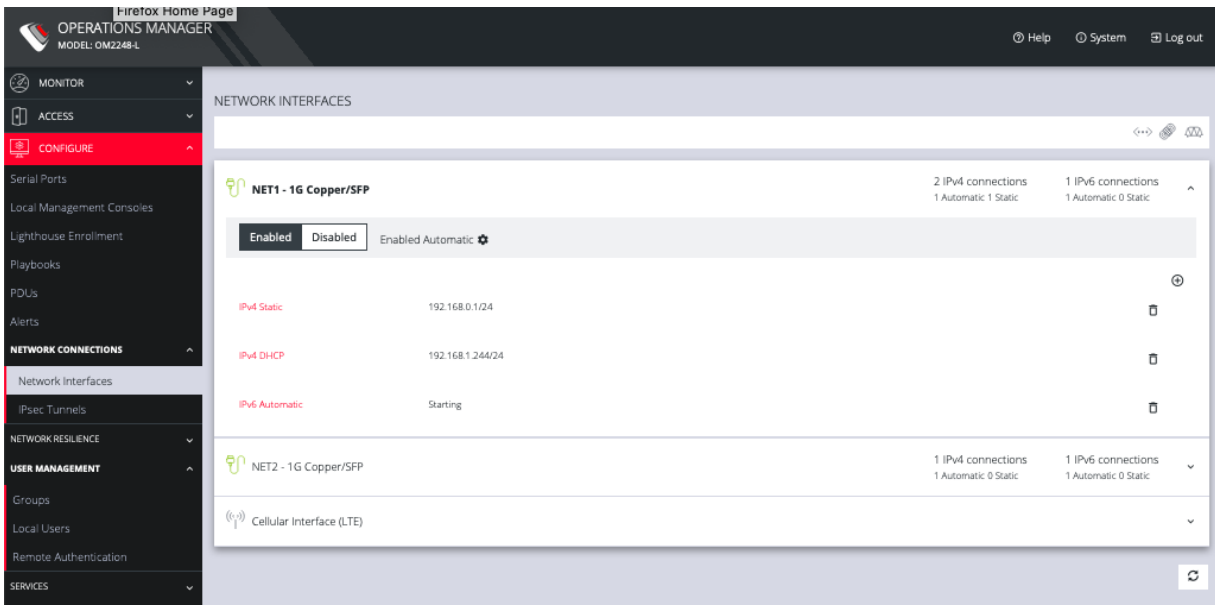 Firefox Home Page
OPERATIONS MANAGER
MODEL: OM2248-L
Help
System
Log out
MONITOR
ACCESS
CONFIGURE
Serial Ports
Local Management Consoles
Lighthouse Enrollment
Playbooks
PDUs
Alerts
NETWORK CONNECTIONS
Network Interfaces
IPsec Tunnels
NETWORK RESILIENCE
USER MANAGEMENT
Groups
Local Users
Remote Authentication
SERVICES
NETWORK INTERFACES
NET1 - 1G Copper/SFP
2 IPv4 connections
1 Automatic 1 Static
1 IPv6 connections
1 Automatic 0 Static
Enabled
Disabled
Enabled Automatic
IPv4 Static 192.168.0.1/24
IPv4 DHCP 192.168.1.244/24
IPv6 Automatic Starting
NET2 - 1G Copper/SFP
1 IPv4 connections
1 Automatic 0 Static
1 IPv6 connections
1 Automatic 0 Static
Cellular Interface (LTE)